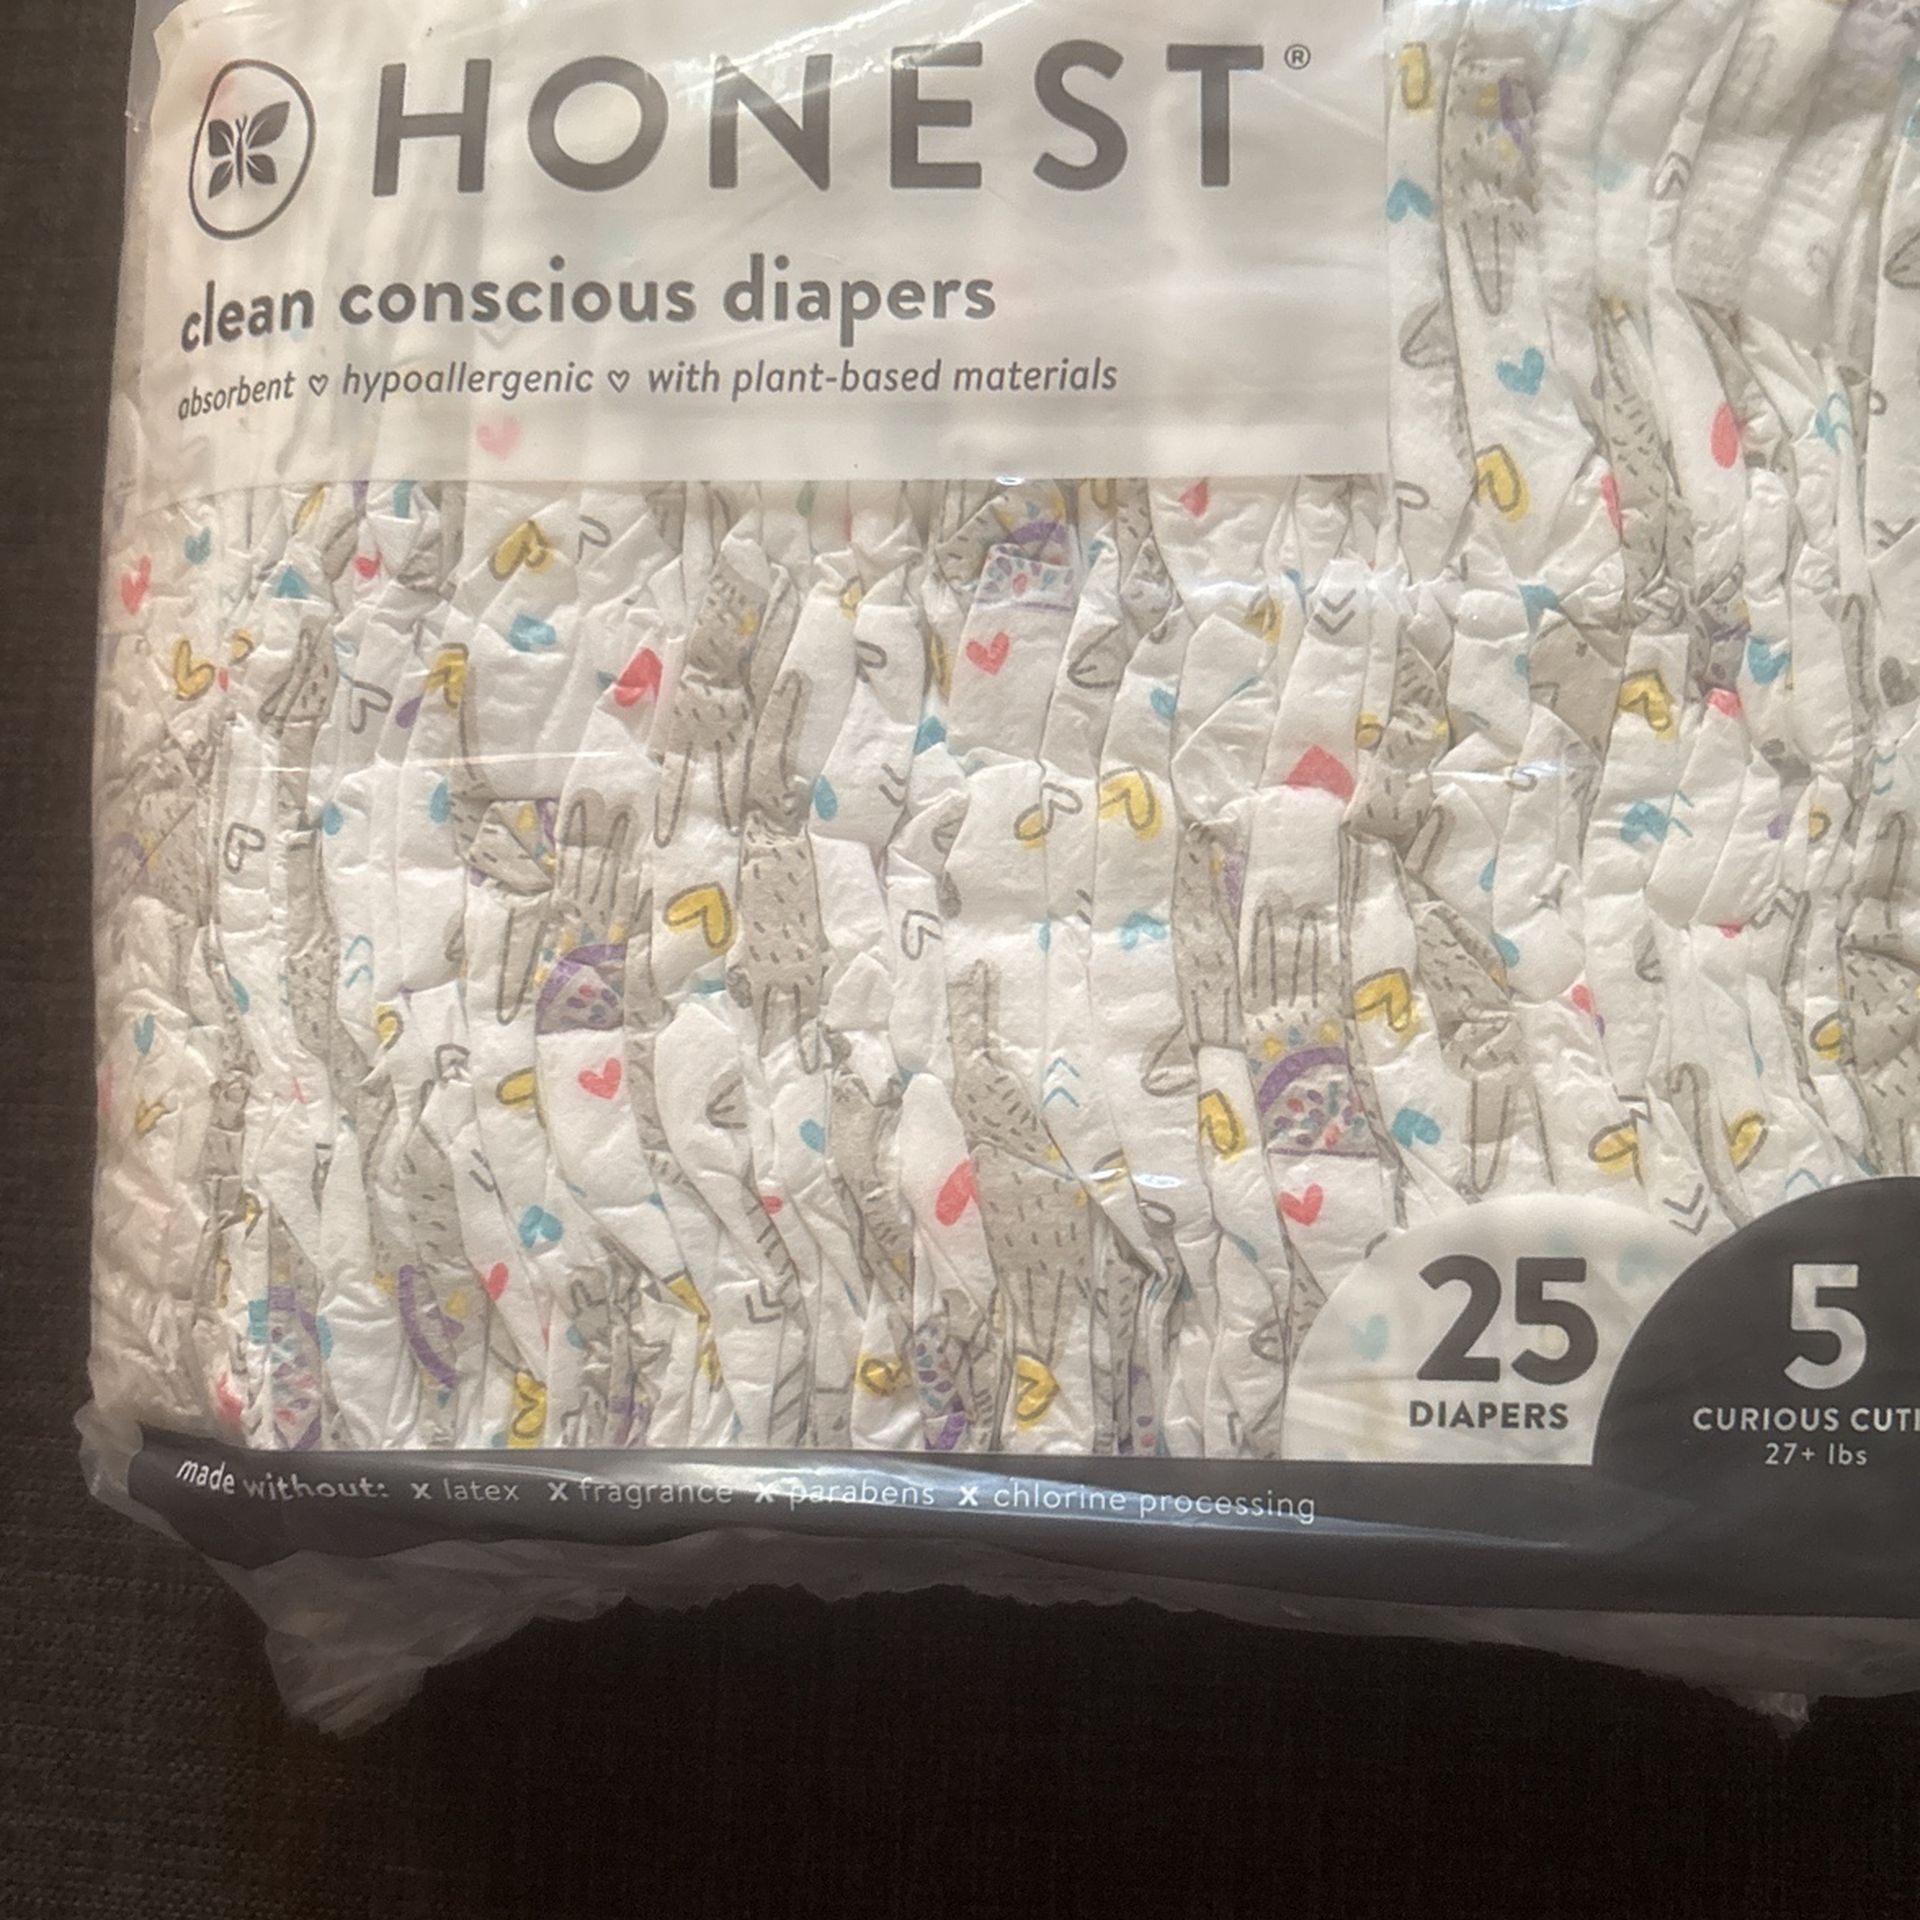 HONEST®
clean conscious diapers
absorbent ♡ hypoallergenic ♡ with plant-based materials
25
DIAPERS
5
CURIOUS
27+ lbs
made without: x latex x fragrance x parabens x chlorine processing